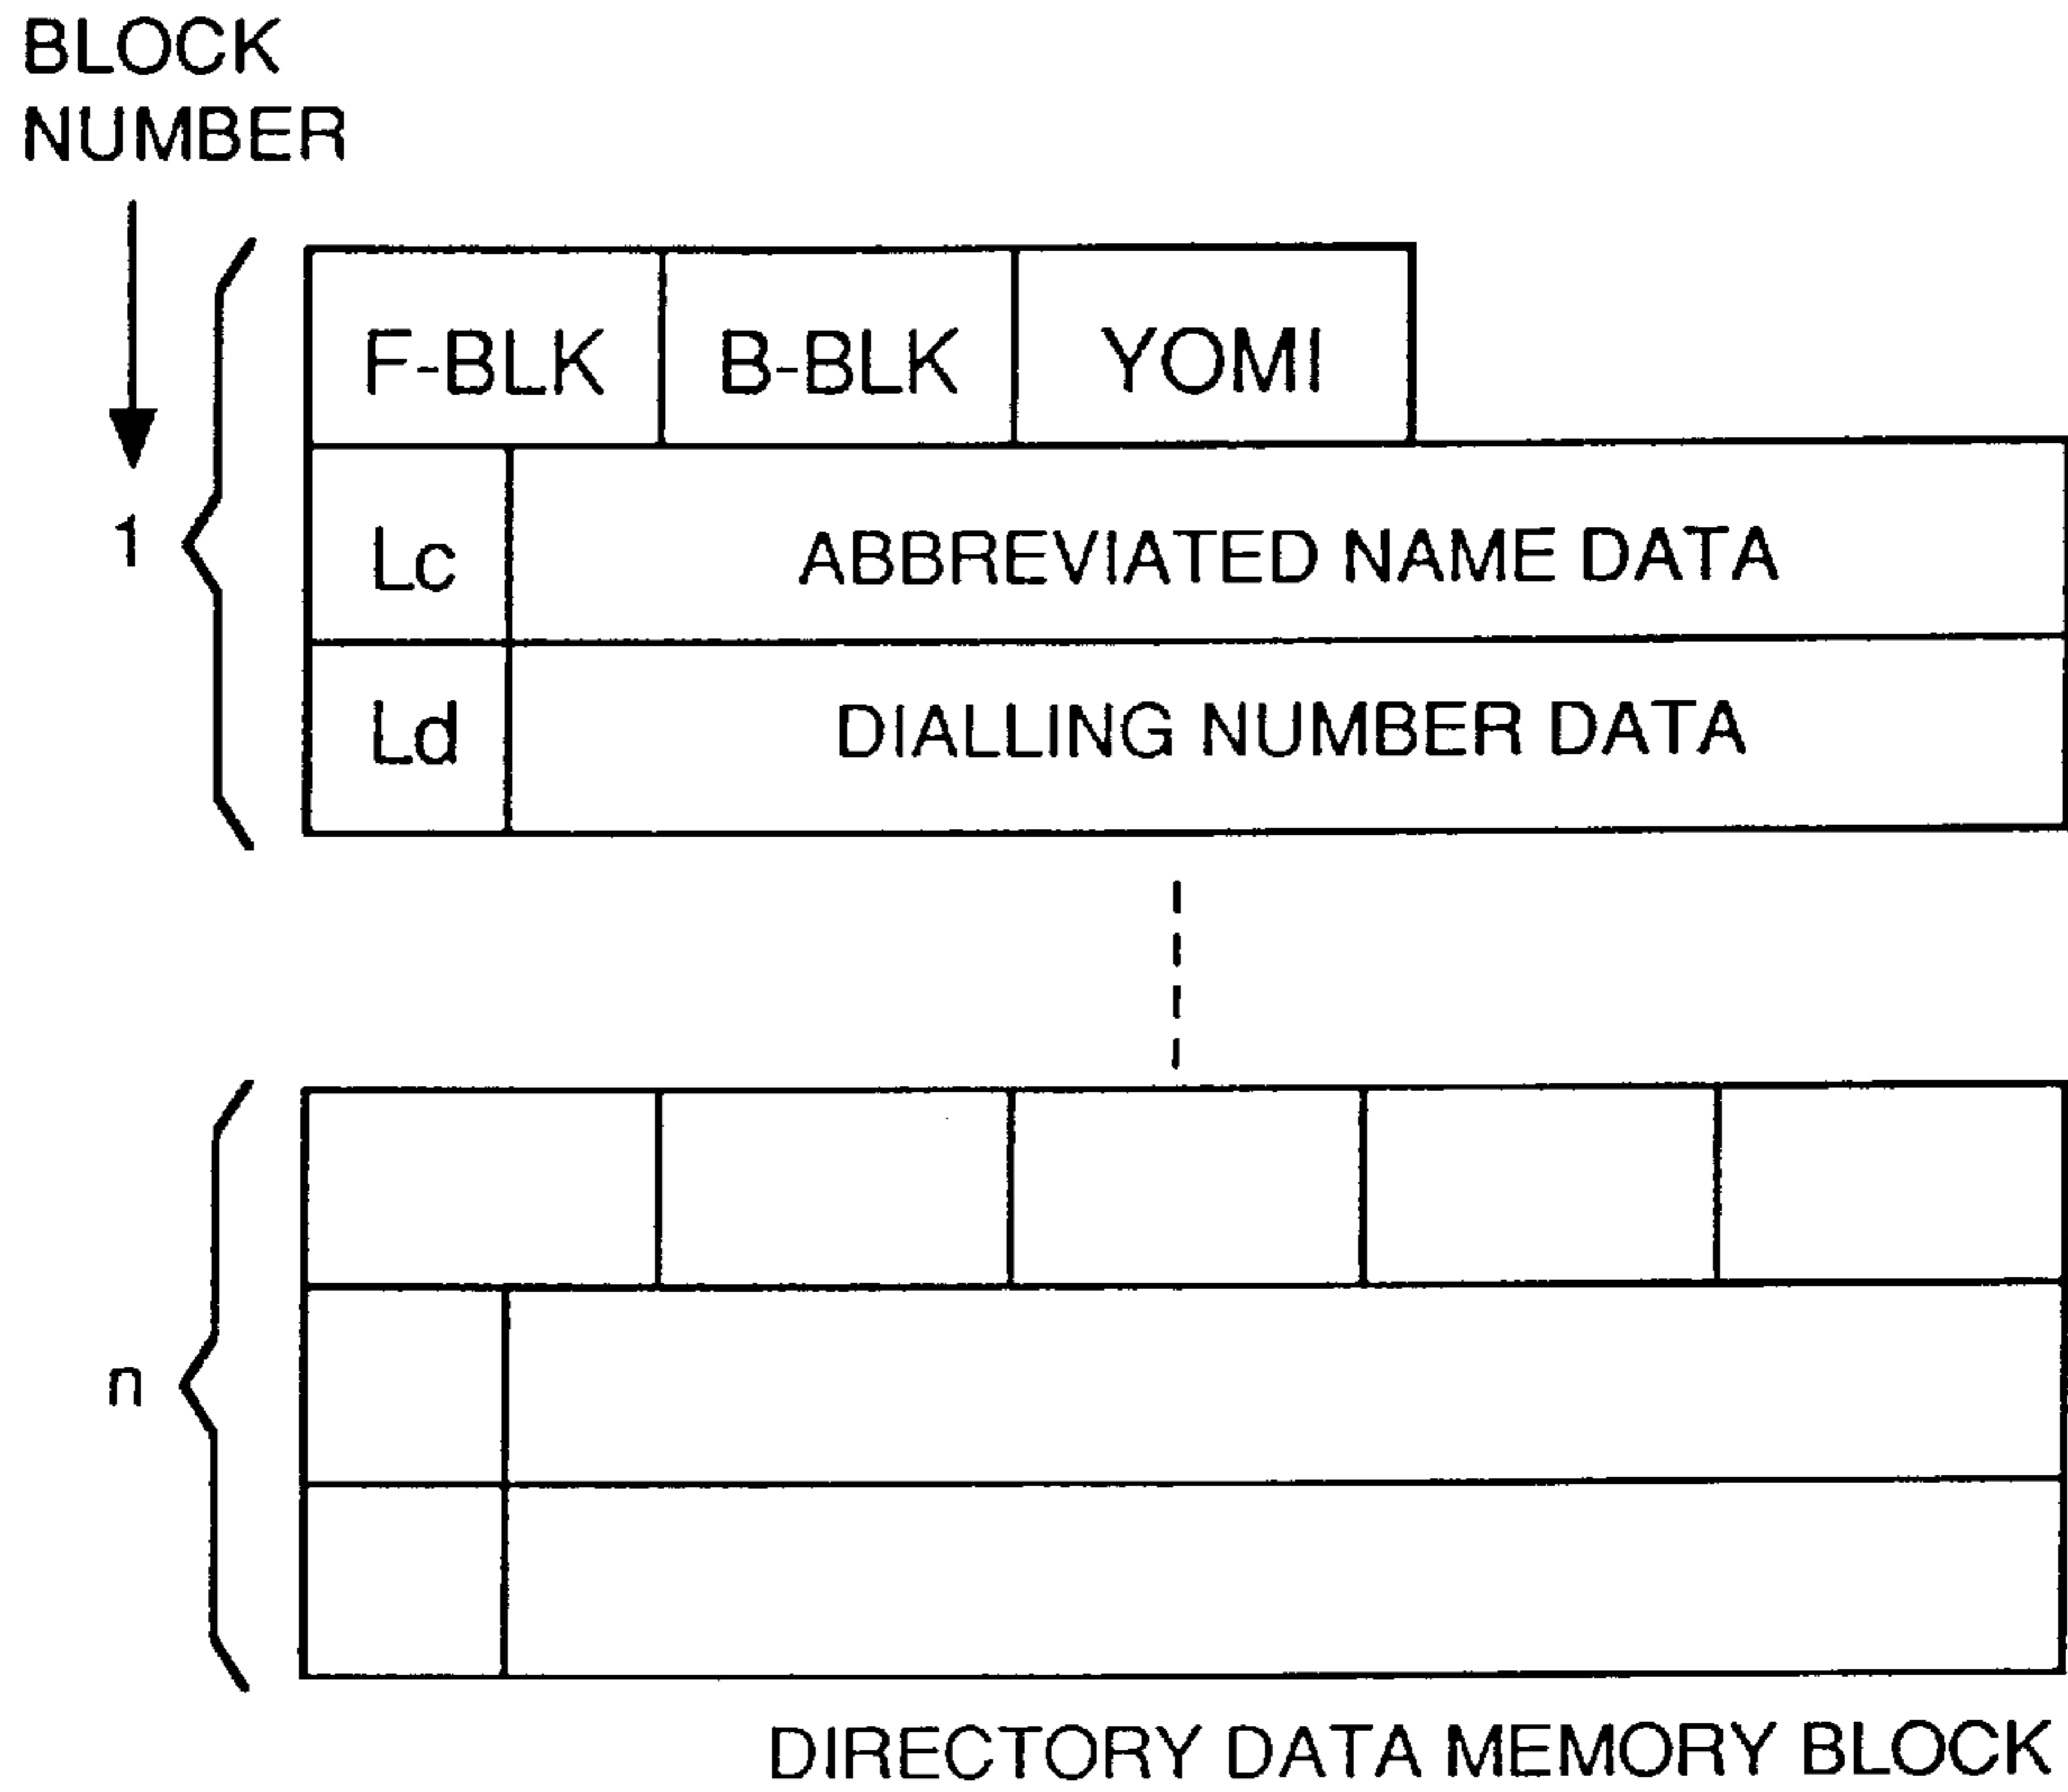 BLOCK
NUMBER
F-BLK B-BLK YOMI
1 Lc ABBREVIATED NAME DATA
Ld DIALLING NUMBER DATA
n
DIRECTORY DATA MEMORY BLOCK